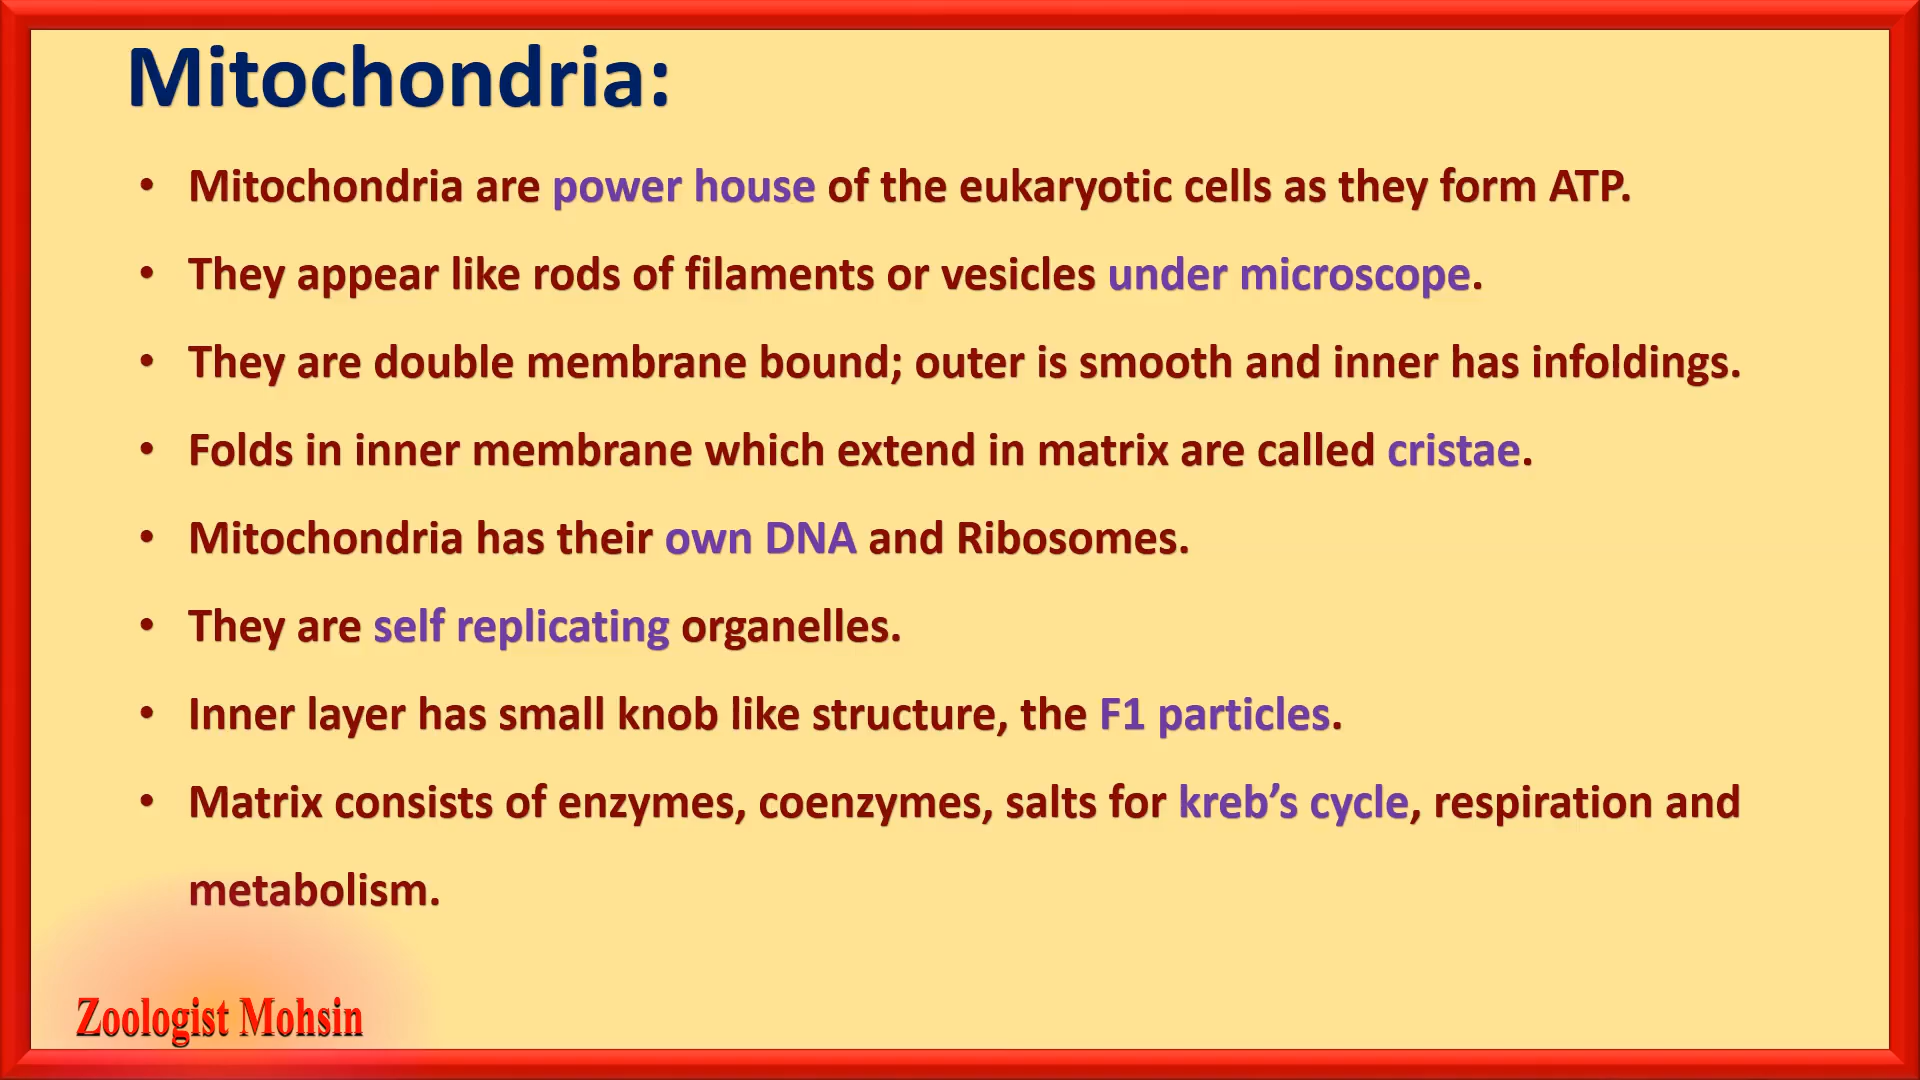 Mitochondria:
• Mitochondria are power house of the eukaryotic cells as they form ATP.
• They appear like rods of filaments or vesicles under microscope.
• They are double membrane bound; outer is smooth and inner has infoldings.
• Folds in inner membrane which extend in matrix are called cristae.
• Mitochondria has their own DNA and Ribosomes.
• They are self replicating organelles.
• Inner layer has small knob like structure, the F1 particles.
• Matrix consists of enzymes, coenzymes, salts for kreb’s cycle, respiration and
metabolism.
Zoologist Mohsin